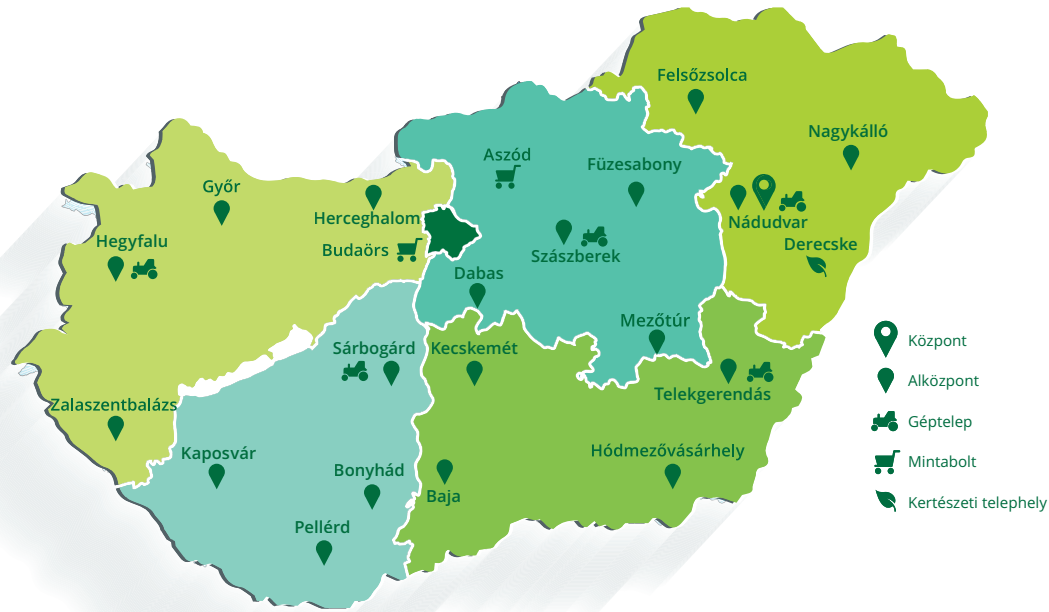 Felsőzsolca
Nagykálló
Aszód
Füzesabony
Győr
Herceghalom
Nádudvar
Hegyfalu
Budaörs
Szászberek
Derecske
Dabas
Mezőtúr
Sárbogárd
Kecskemét
Telekgerendás
Zalaszentbalázs
Kaposvár
Bonyhád
Baja
Hódmezővásárhely
Pellérd
Központ
Alközpont
Géptelep
Mintabolt
Kertészeti telephely